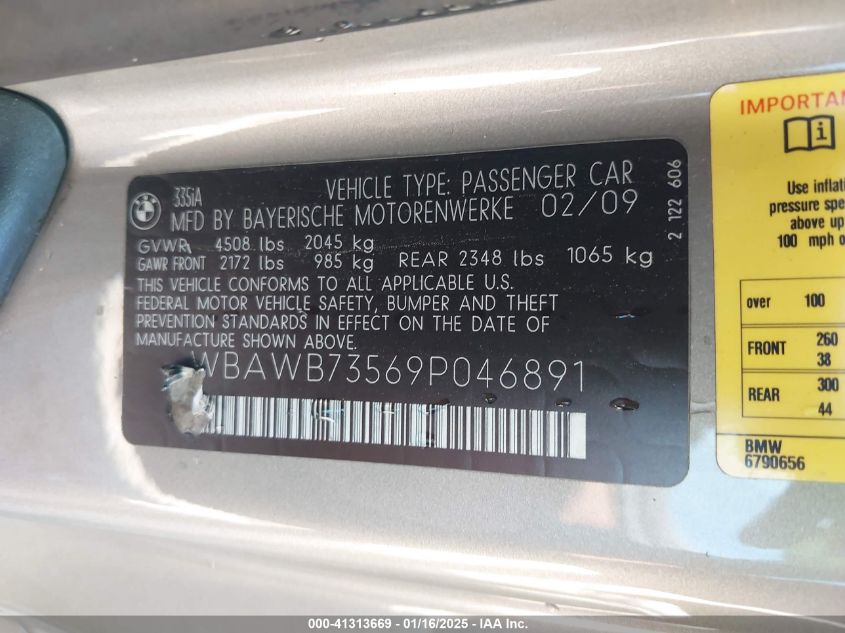 335iA
VEHICLE TYPE: PASSENGER CAR
MFD BY BAYERISCHE MOTORENWERKE 02/09
GVWR 4508 lbs 2045 kg
GAWR FRONT 2172 lbs 985 kg REAR 2348 lbs 1065 kg
THIS VEHICLE CONFORMS TO ALL APPLICABLE U.S.
FEDERAL MOTOR VEHICLE SAFETY, BUMPER AND THEFT
PREVENTION STANDARDS IN EFFECT ON THE DATE OF
MANUFACTURE SHOWN ABOVE.
WBAWB73569P046891
2 122 606
IMPORTAN
i
Use inflat
pressure spe
above up
100 mph o
over 100
FRONT 260
38
REAR 300
44
BMW
6790656
000-41313669 | 01/16/2025 - IAA Inc.